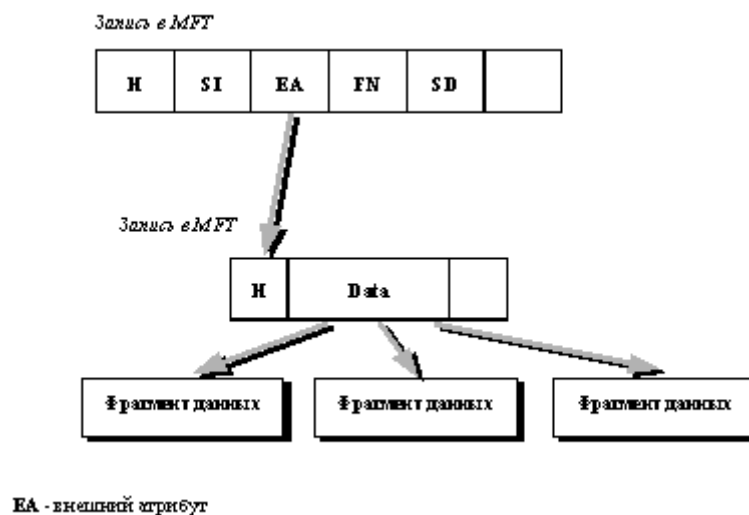 Запись в MFT
H SI EA FN SD
Запись в MFT
H Data
Фрагмент данных Фрагмент данных Фрагмент данных
EA - внешний атрибут